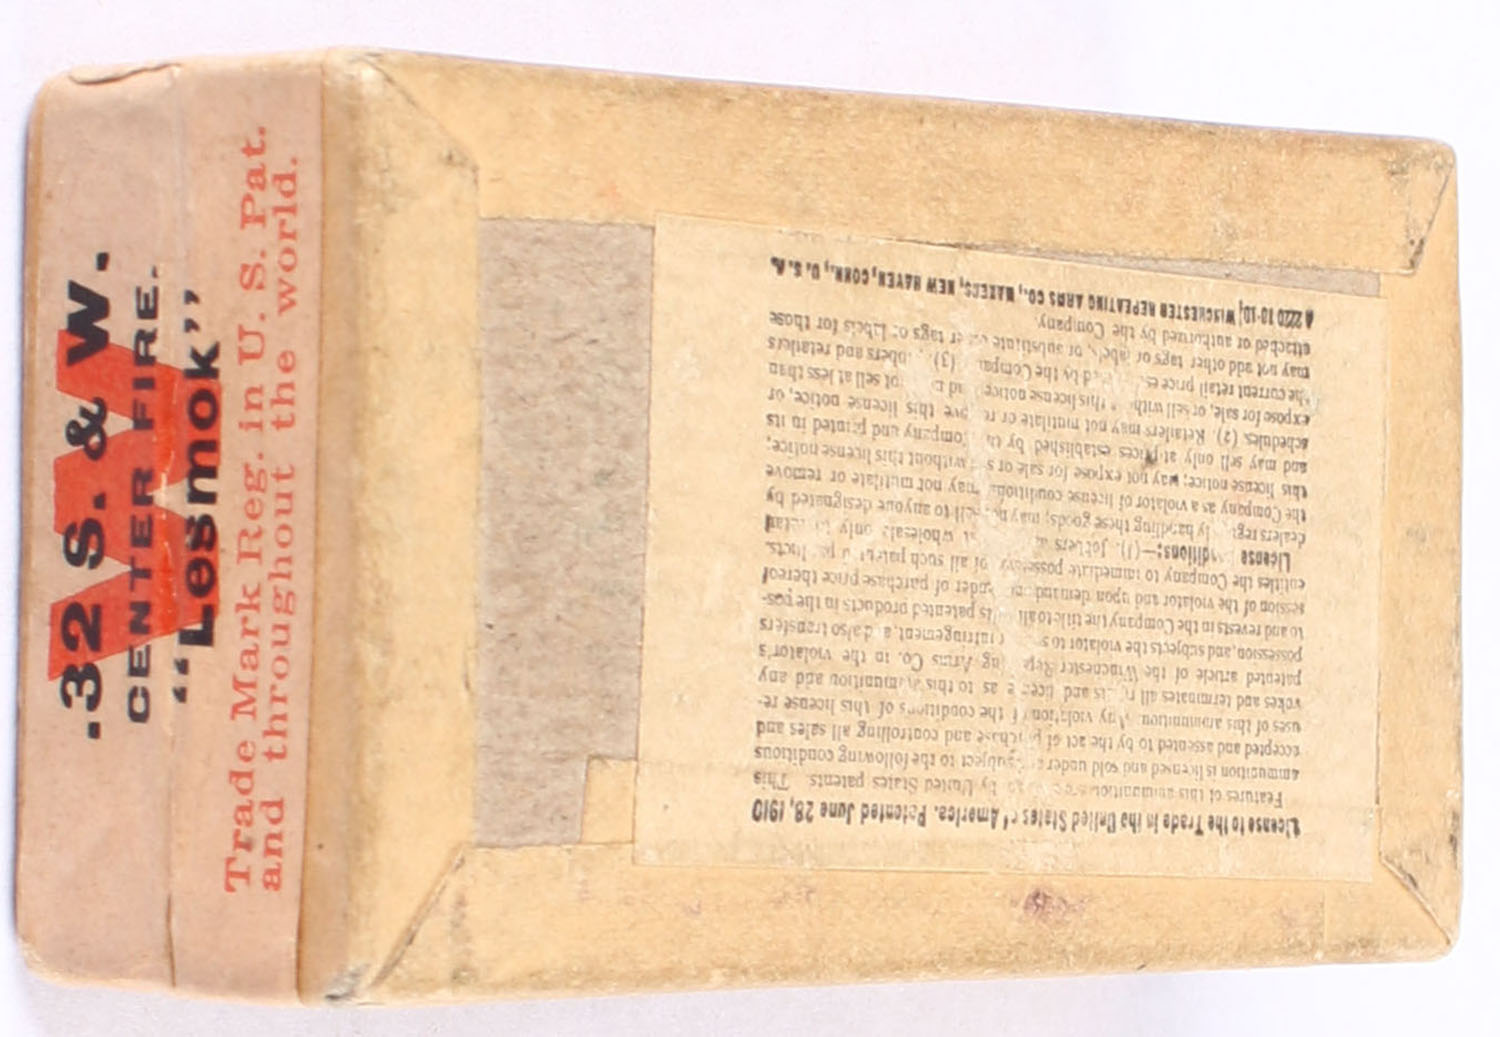 .32 S. & W.
CENTER FIRE.
"Lesmok"
W
Trade Mark Reg. in U. S. Pat.
and throughout the world.
License to the Trade in the United States of America. Patented June 28, 1910
Features of this ammunition by United States patents. This
ammunition is licensed and sold under subject to the following conditions
accepted and assented to by the act of purchase and controlling all sales and
uses of this ammunition. Any violation of the conditions of this license re-
vokes and terminates all and license as to this ammunition and any
patented article of the Winchester Repeating Arms Co. in the violator's
possession, and subjects the violator to infringement, and also transfers
to and revests in the Company the title to all patented products in the pos-
session of the violator and upon demand and tender of purchase price thereof
entitles the Company to immediate possession of all such patented products.
License Conditions:—(1). Jobbers wholesale only to retail
dealers regularly handling these goods; may not sell to anyone designated by
the Company as a violator of license conditions; may not mutilate or remove
this license notice; may not expose for sale or sell without this license notice;
and may sell only at prices established by the Company and printed in its
schedules. (2). Retailers may not mutilate or remove this license notice, or
expose for sale, or sell without this license notice and may not sell at less than
the current retail price established by the Company. (3). Jobbers and retailers
may not add other tags or labels, or substitute other tags or labels for those
attached or authorized by the Company.
A 2220 10-10; WINCHESTER REPEATING ARMS CO., MAKERS, NEW HAVEN, CONN., U. S. A.